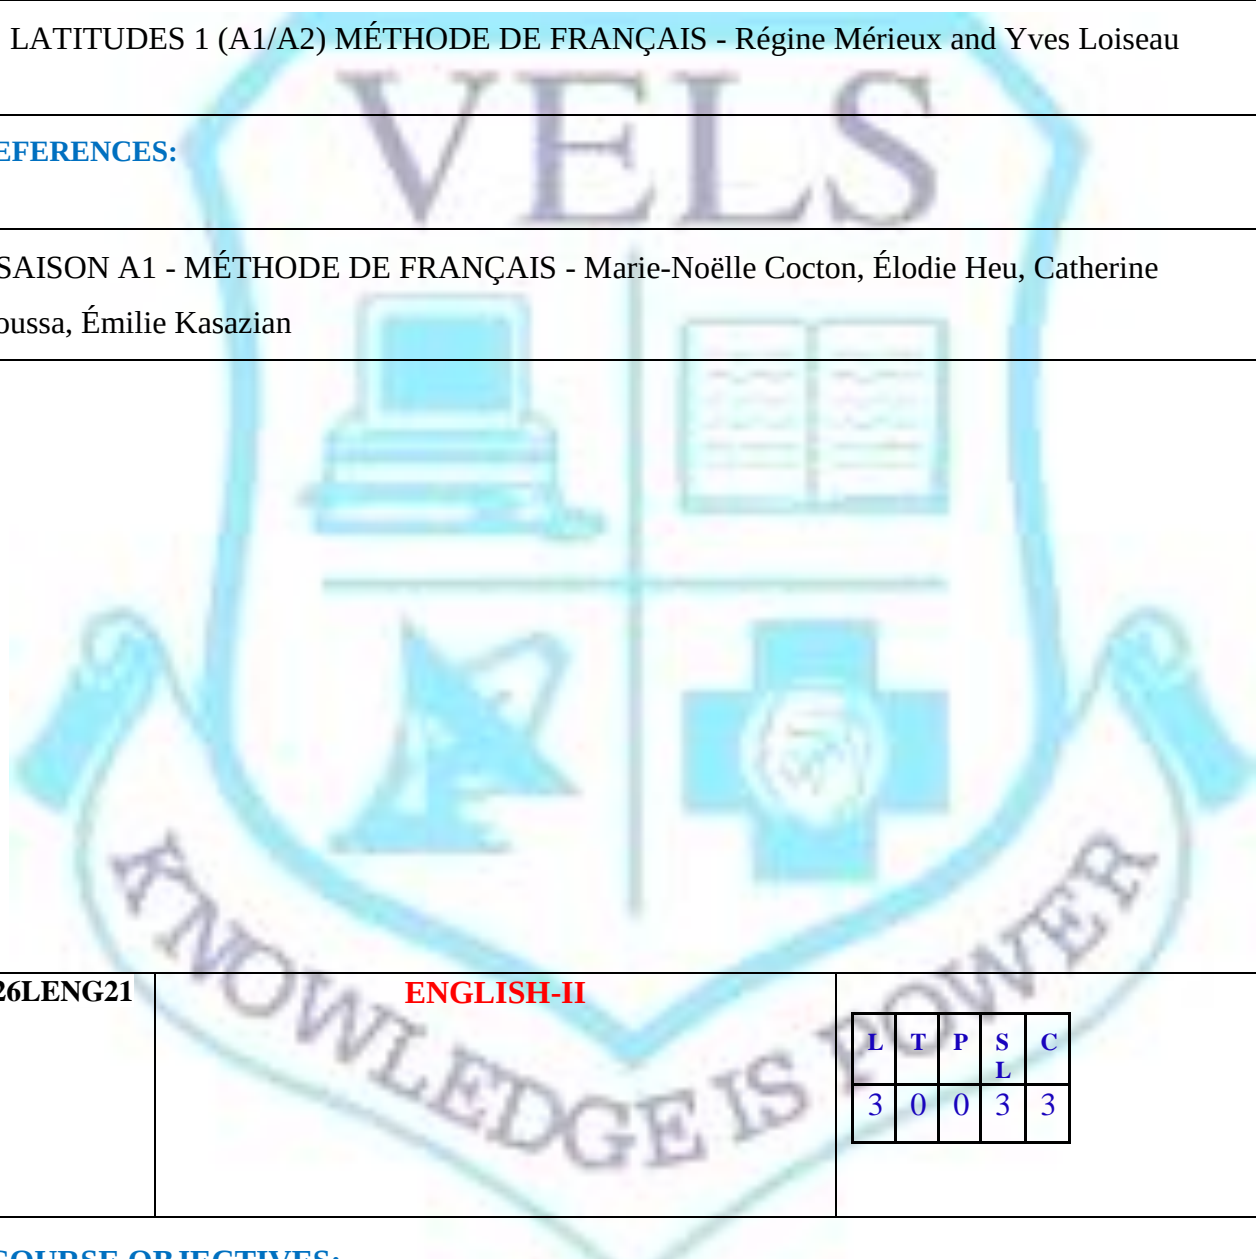 LATITUDES 1 (A1/A2) MÉTHODE DE FRANÇAIS - Régine Mérieux and Yves Loiseau
VELS
EFERENCES:
SAISON A1 - MÉTHODE DE FRANÇAIS - Marie-Noëlle Cocton, Élodie Heu, Catherine
oussa, Émilie Kasazian
KNOWLEDGE IS POWER
26LENG21 ENGLISH-II
L T P S L C
3 0 0 3 3
COURSE OBJECTIVES: